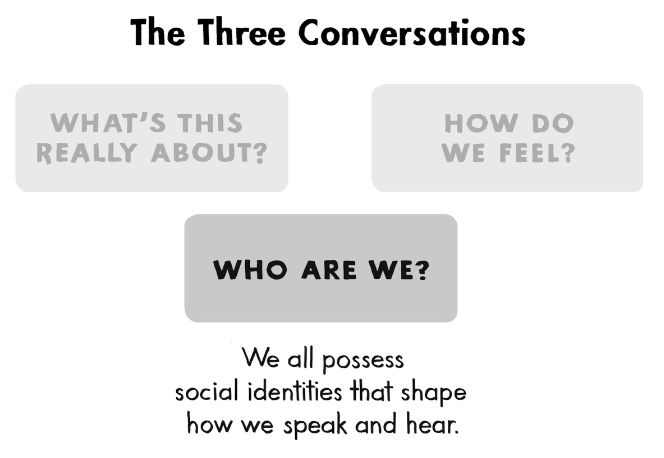 The Three Conversations
WHAT'S THIS
REALLY ABOUT?
HOW DO
WE FEEL?
WHO ARE WE?
We all possess
social identities that shape
how we speak and hear.